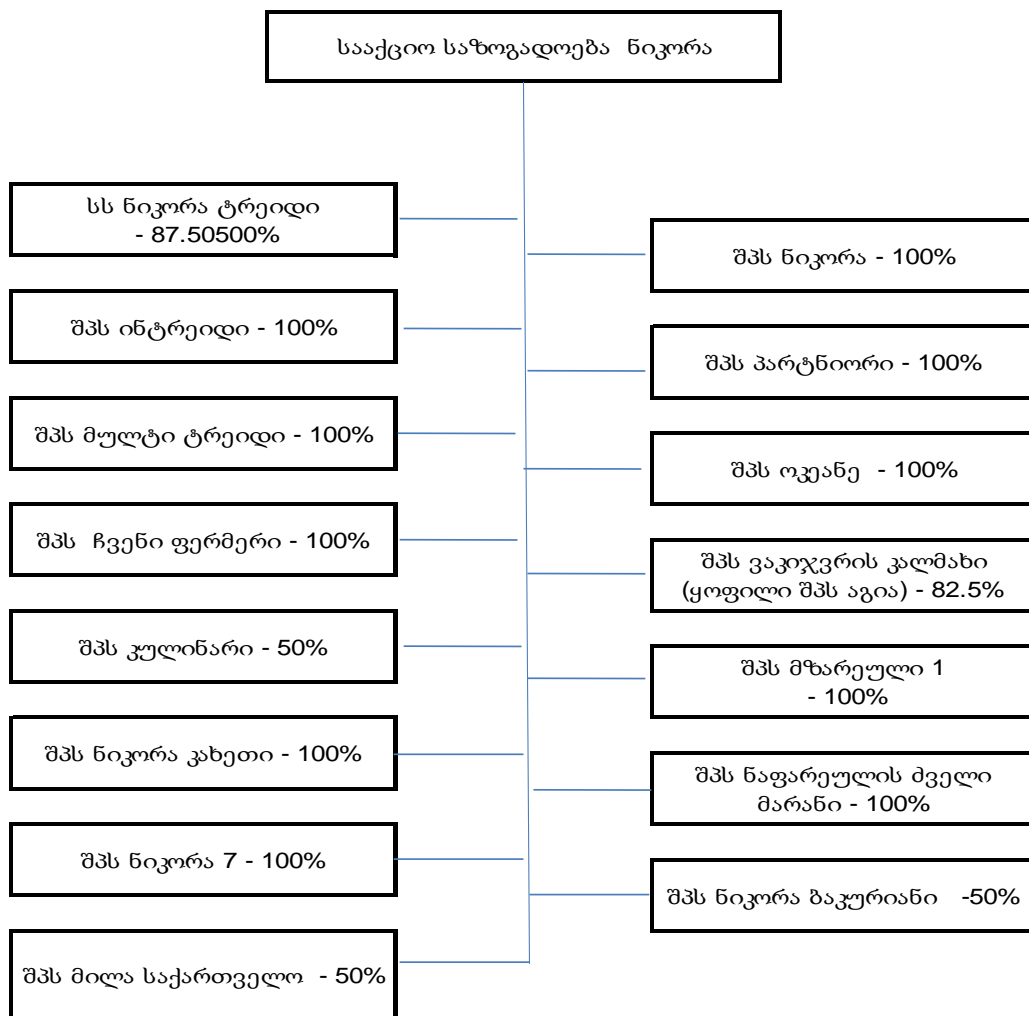 სააქციო საზოგადოება ნიკორა
სს ნიკორა ტრეიდი
- 87.50500%
შპს ნიკორა - 100%
შპს ინტრეიდი - 100%
შპს პარტნიორი - 100%
შპს მულტი ტრეიდი - 100%
შპს ოკეანე - 100%
შპს ჩვენი ფერმერი - 100%
შპს ვაკიჯვრის კალმახი
(ყოფილი შპს აგია) - 82.5%
შპს კულინარი - 50%
შპს მზარეული 1
- 100%
შპს ნიკორა კახეთი - 100%
შპს ნაფარეულის ძველი
მარანი - 100%
შპს ნიკორა 7 - 100%
შპს ნიკორა ბაკურიანი -50%
შპს მილა საქართველო - 50%